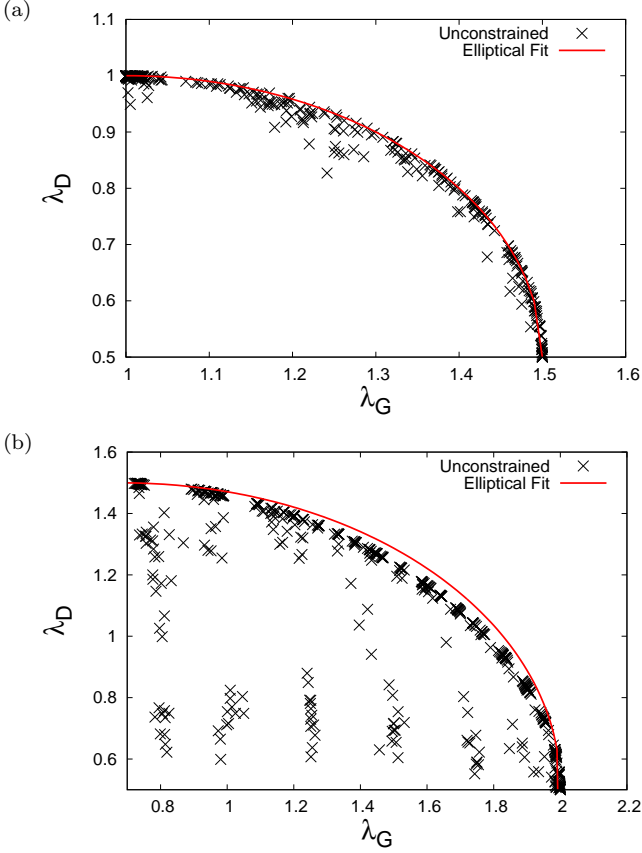 (a)
1.1
1
0.9
0.8
0.7
0.6
0.5
λD
Unconstrained
Elliptical Fit
1 1.1 1.2 1.3 1.4 1.5 1.6
λG
(b)
1.6
1.4
1.2
1
0.8
0.6
λD
Unconstrained
Elliptical Fit
0.8 1 1.2 1.4 1.6 1.8 2 2.2
λG